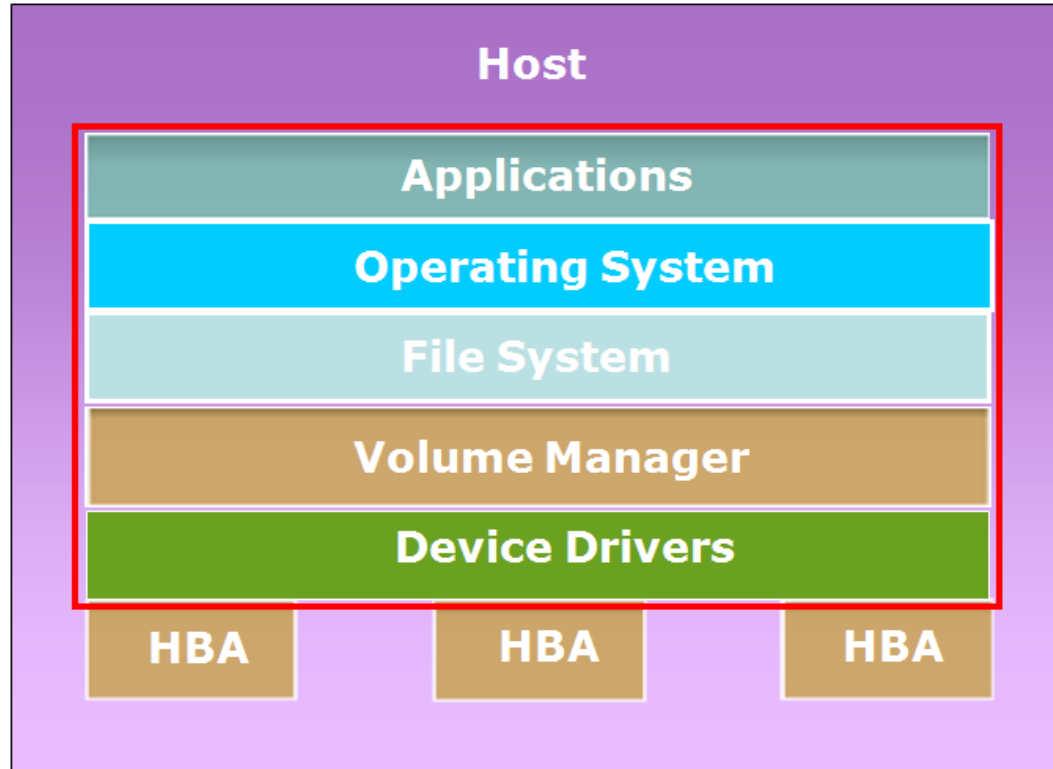 Host
Applications
Operating System
File System
Volume Manager
Device Drivers
HBA HBA HBA